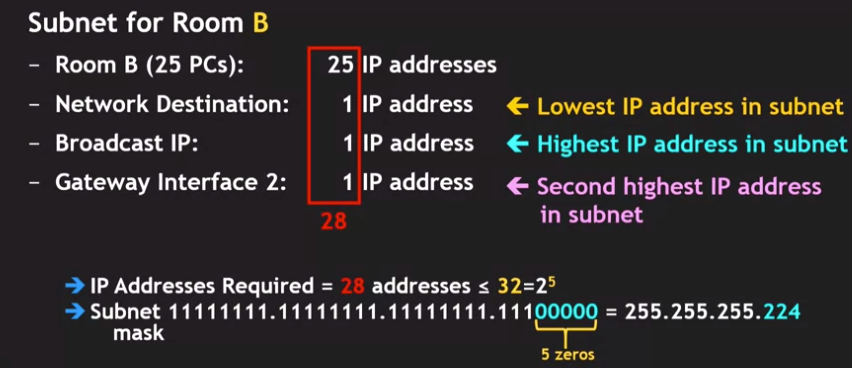 Subnet for Room B
– Room B (25 PCs): 25 IP addresses
– Network Destination: 1 IP address ← Lowest IP address in subnet
– Broadcast IP: 1 IP address ← Highest IP address in subnet
– Gateway Interface 2: 1 IP address ← Second highest IP address
in subnet
28
→ IP Addresses Required = 28 addresses ≤ 32=2⁵
→ Subnet 11111111.11111111.11111111.11100000 = 255.255.255.224
mask
5 zeros